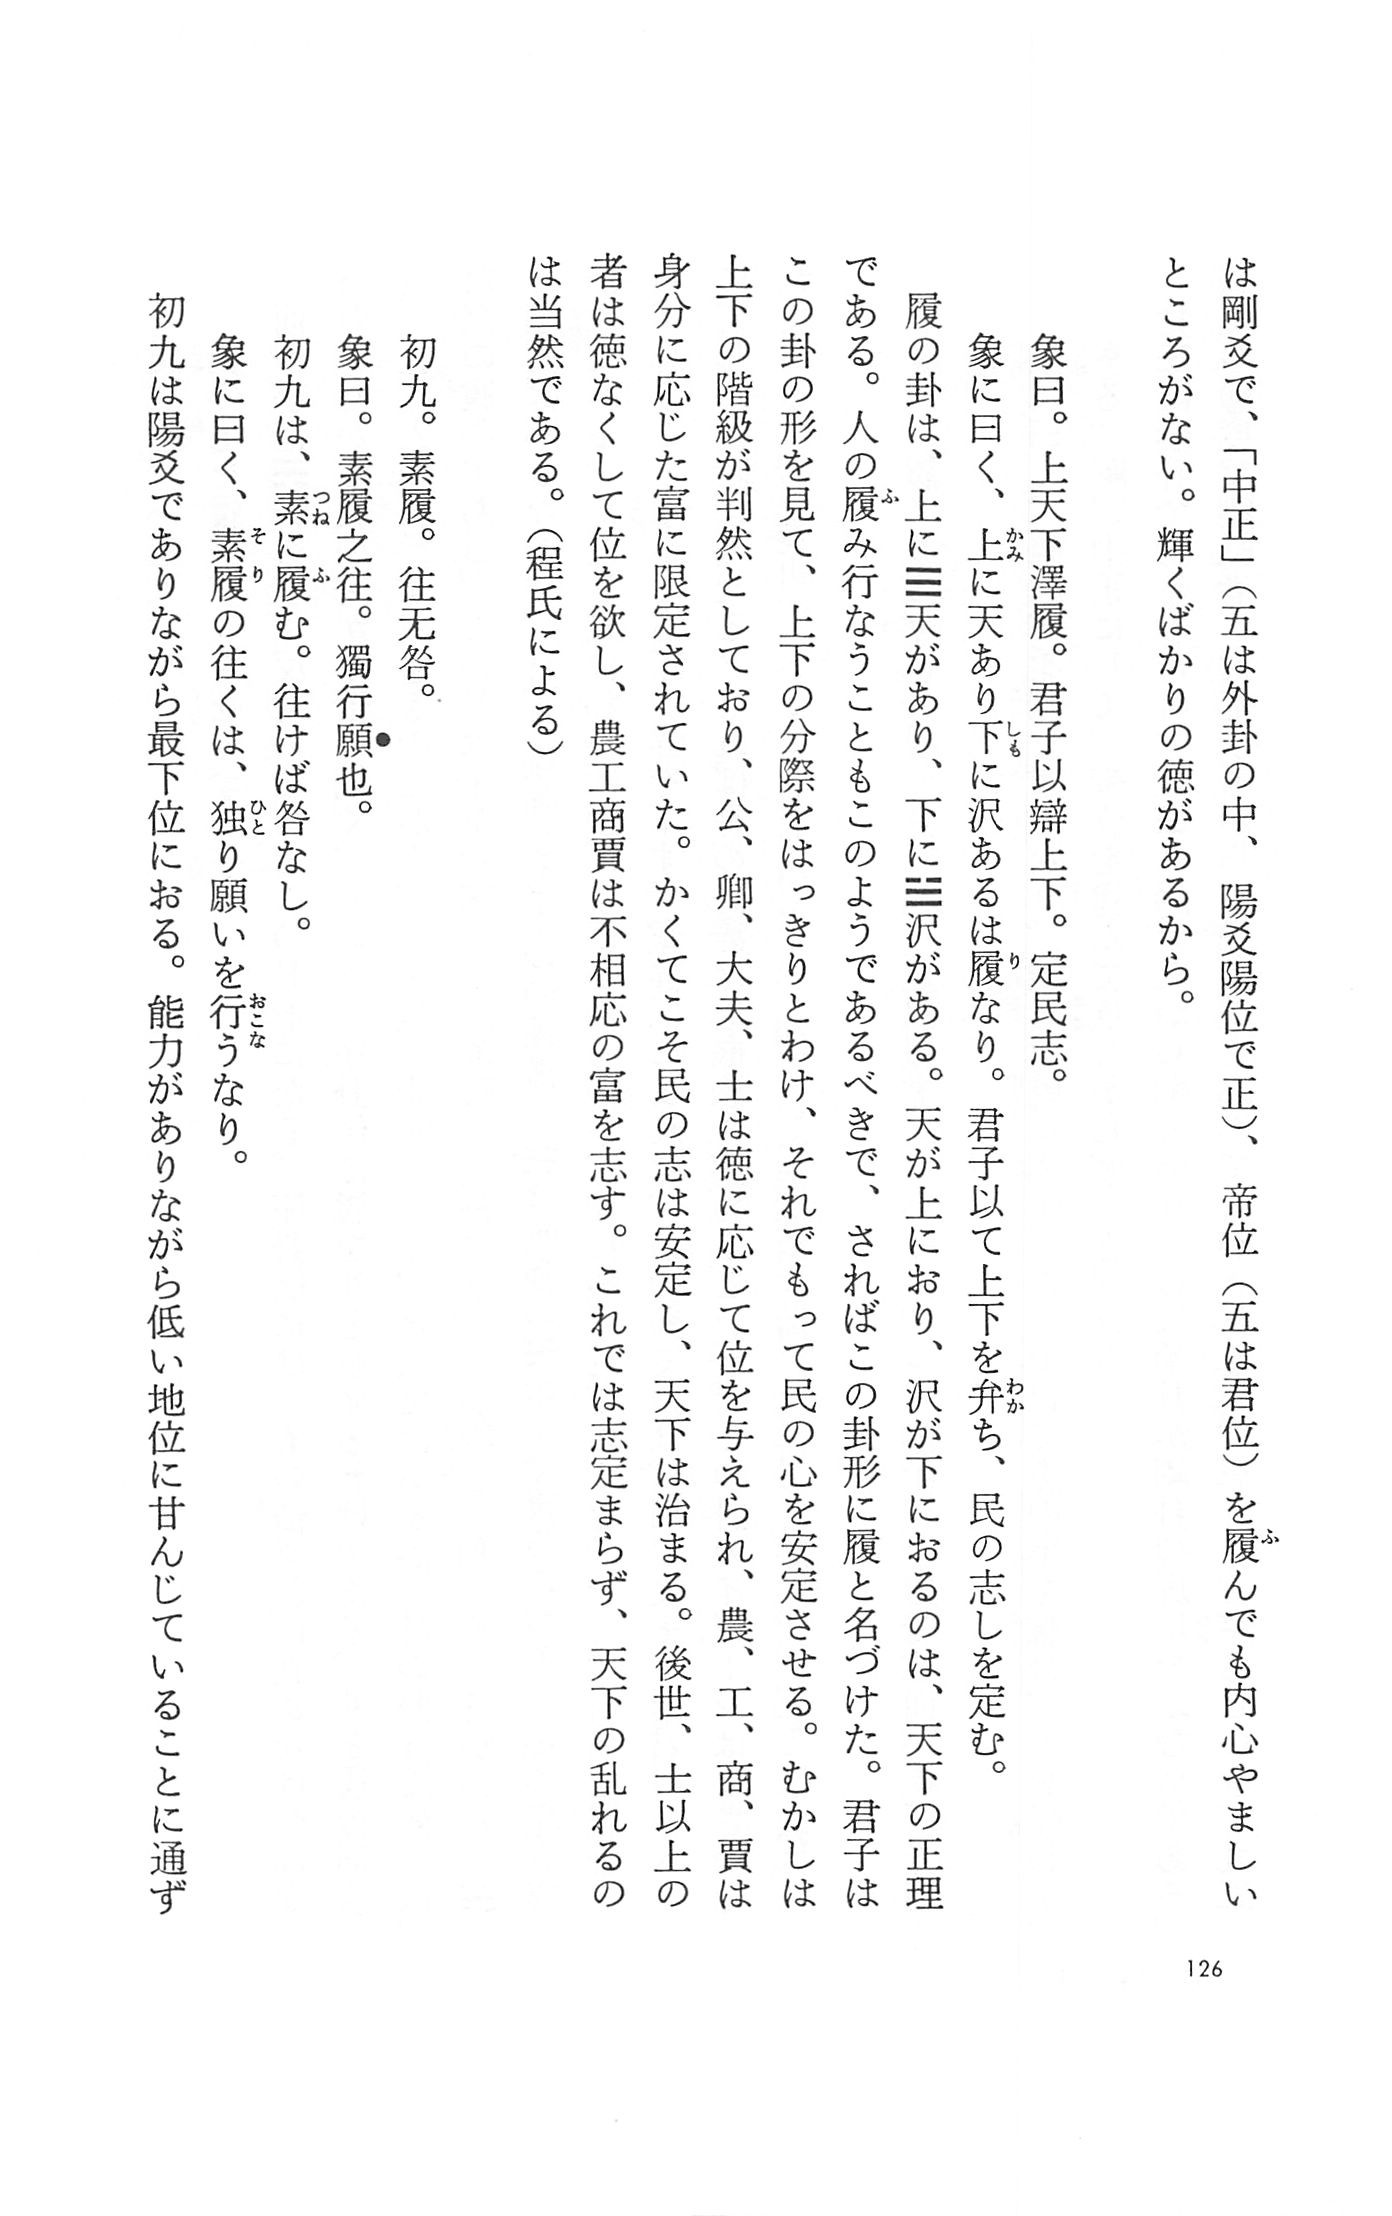 は剛爻で、「中正」（五は外卦の中、陽爻陽位で正）、帝位（五は君位）を履んでも内心やましい
ところがない。輝くばかりの徳があるから。
象曰。上天下澤履。君子以辯上下。定民志。
象に曰く、上に天あり下に沢あるは履なり。君子以て上下を弁ち、民の志しを定む。
履の卦は、上に☰天があり、下に☱沢がある。天が上におり、沢が下におるのは、天下の正理
である。人の履み行なうこともこのようであるべきで、さればこの卦形に履と名づけた。君子は
この卦の形を見て、上下の分際をはっきりとわけ、それでもって民の心を安定させる。むかしは
上下の階級が判然としており、公、卿、大夫、士は徳に応じて位を与えられ、農、工、商、賈は
身分に応じた富に限定されていた。かくてこそ民の志は安定し、天下は治まる。後世、士以上の
者は徳なくして位を欲し、農工商賈は不相応の富を志す。これでは志定まらず、天下の乱れるの
は当然である。（程氏による）
初九。素履。往无咎。
象曰。素履之往。獨行願也。
初九は、素に履む。往けば咎なし。
象に曰く、素履の往くは、独り願いを行うなり。
初九は陽爻でありながら最下位におる。能力がありながら低い地位に甘んじていることに通ず
126